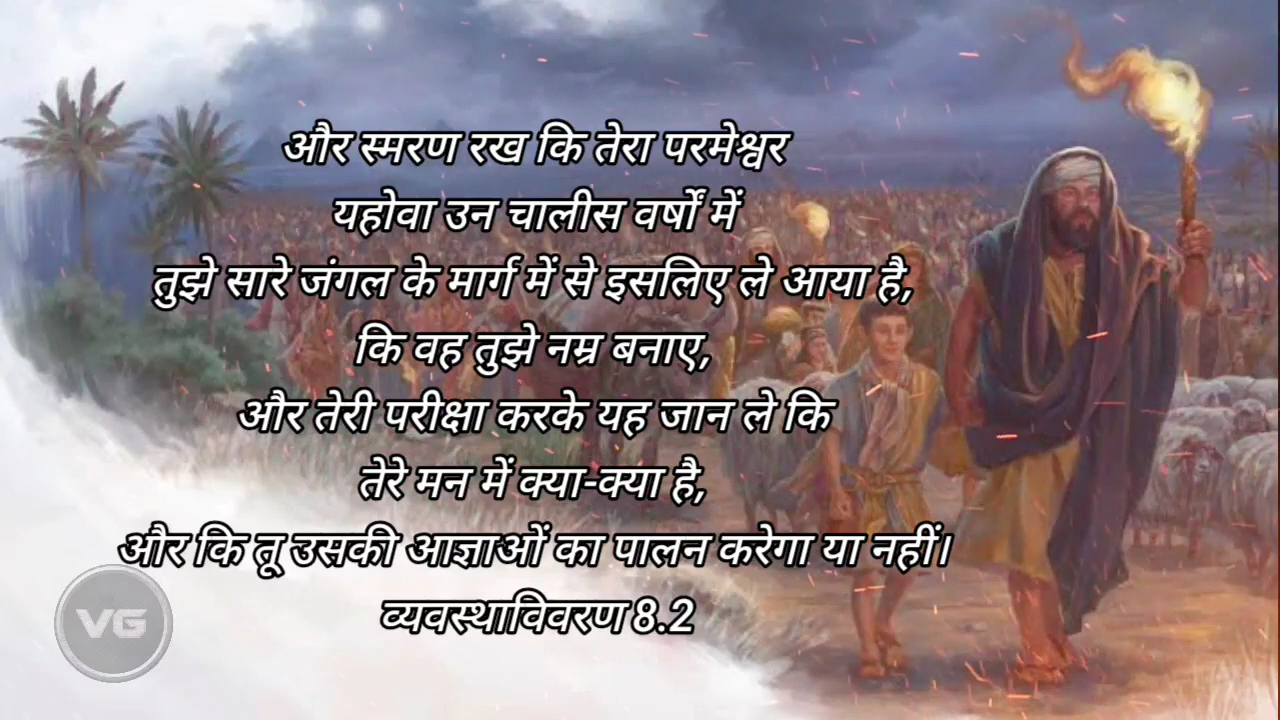 और स्मरण रख कि तेरा परमेश्वर
यहोवा उन चालीस वर्षों में
तुझे सारे जंगल के मार्ग में से इसलिए ले आया है,
कि वह तुझे नम्र बनाए,
और तेरी परीक्षा करके यह जान ले कि
तेरे मन में क्या-क्या है,
और कि तू उसकी आज्ञाओं का पालन करेगा या नहीं।
व्यवस्थाविवरण 8.2
VG